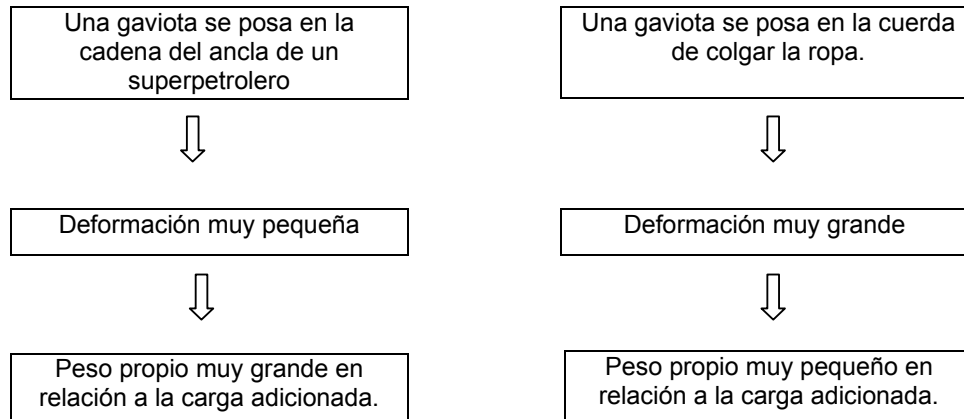 Una gaviota se posa en la
cadena del ancla de un
superpetrolero
Deformación muy pequeña
Peso propio muy grande en
relación a la carga adicionada.
Una gaviota se posa en la cuerda
de colgar la ropa.
Deformación muy grande
Peso propio muy pequeño en
relación a la carga adicionada.